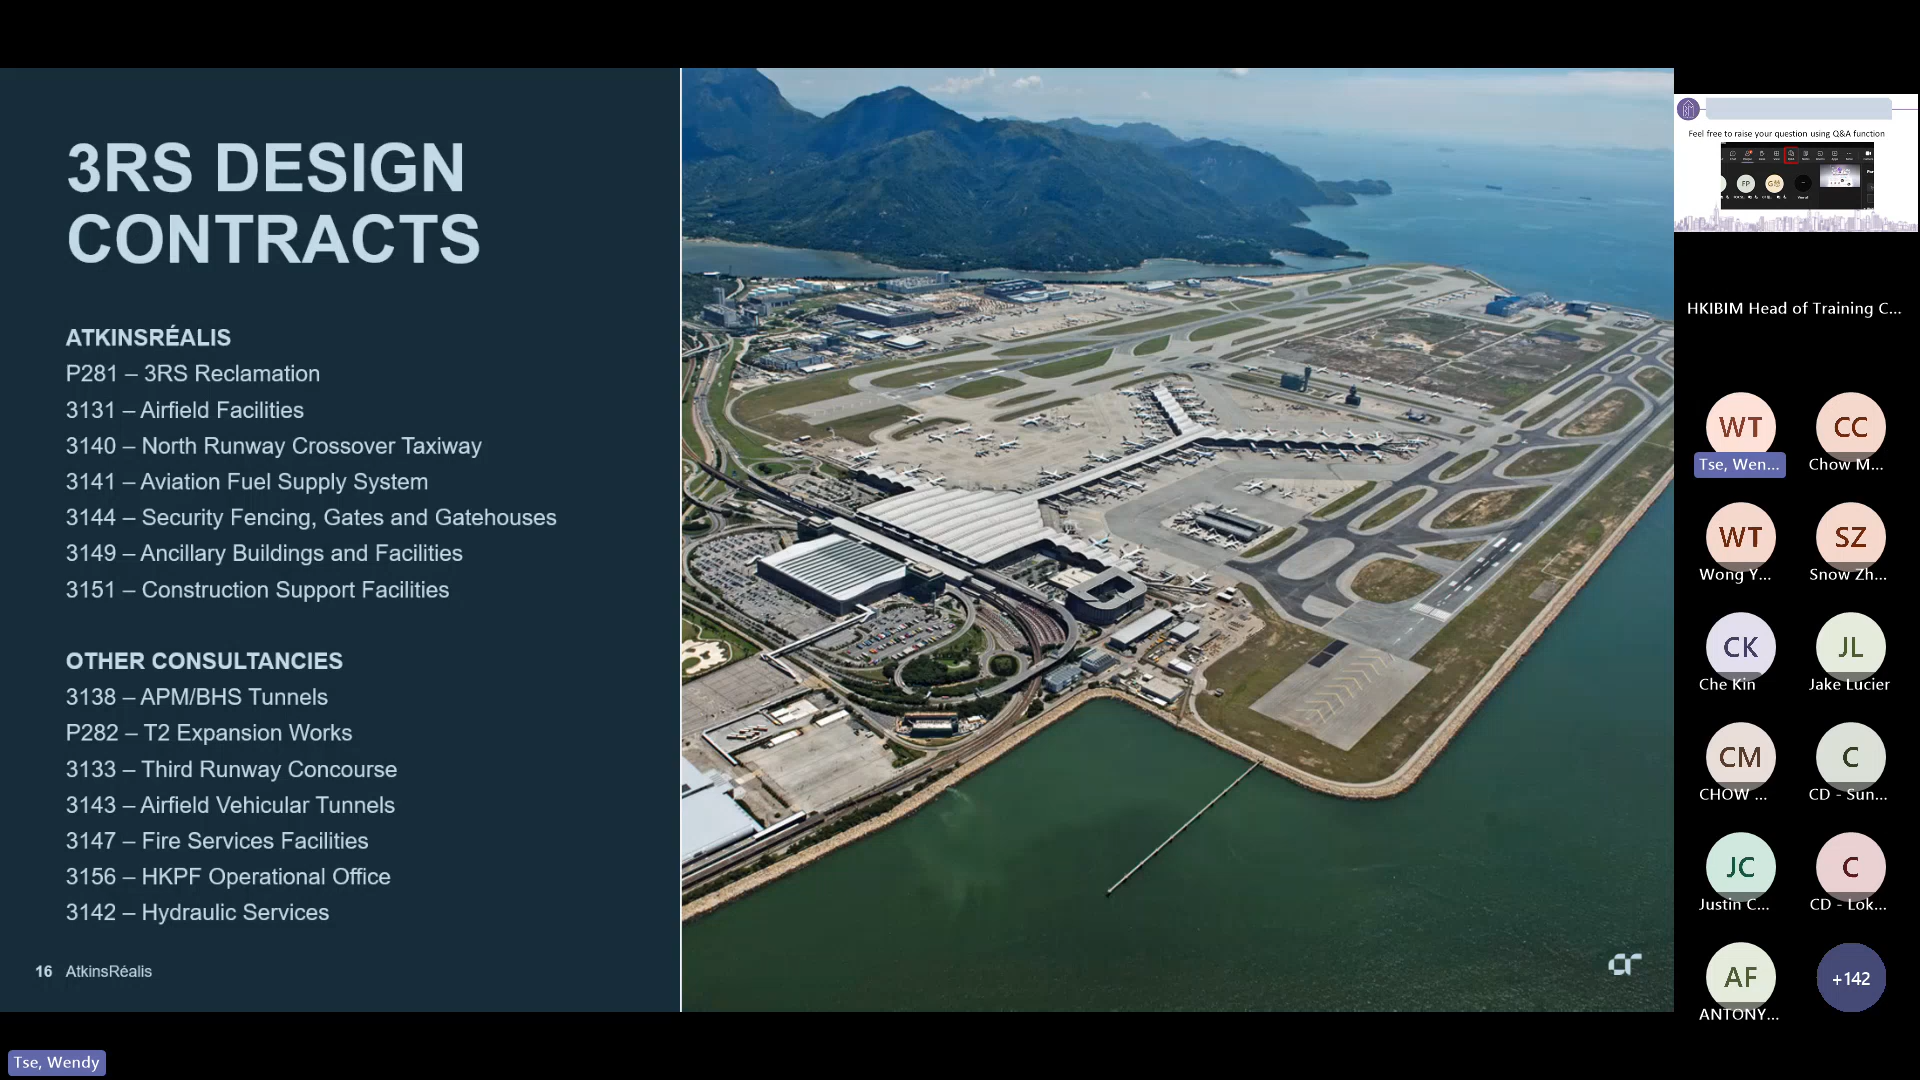 3RS DESIGN
CONTRACTS
ATKINSRÉALIS
P281 – 3RS Reclamation
3131 – Airfield Facilities
3140 – North Runway Crossover Taxiway
3141 – Aviation Fuel Supply System
3144 – Security Fencing, Gates and Gatehouses
3149 – Ancillary Buildings and Facilities
3151 – Construction Support Facilities
OTHER CONSULTANCIES
3138 – APM/BHS Tunnels
P282 – T2 Expansion Works
3133 – Third Runway Concourse
3143 – Airfield Vehicular Tunnels
3147 – Fire Services Facilities
3156 – HKPF Operational Office
3142 – Hydraulic Services
16 AtkinsRéalis
Feel free to raise your question using Q&A function
FP
HKIBIM Head of Training C...
WT
CC
Tse, Wen...
Chow M...
WT
SZ
Wong Y...
Snow Zh...
CK
JL
Che Kin
Jake Lucier
CM
C
CHOW ...
CD - Sun...
JC
C
Justin C...
CD - Lok...
AF
+142
ANTONY...
Tse, Wendy